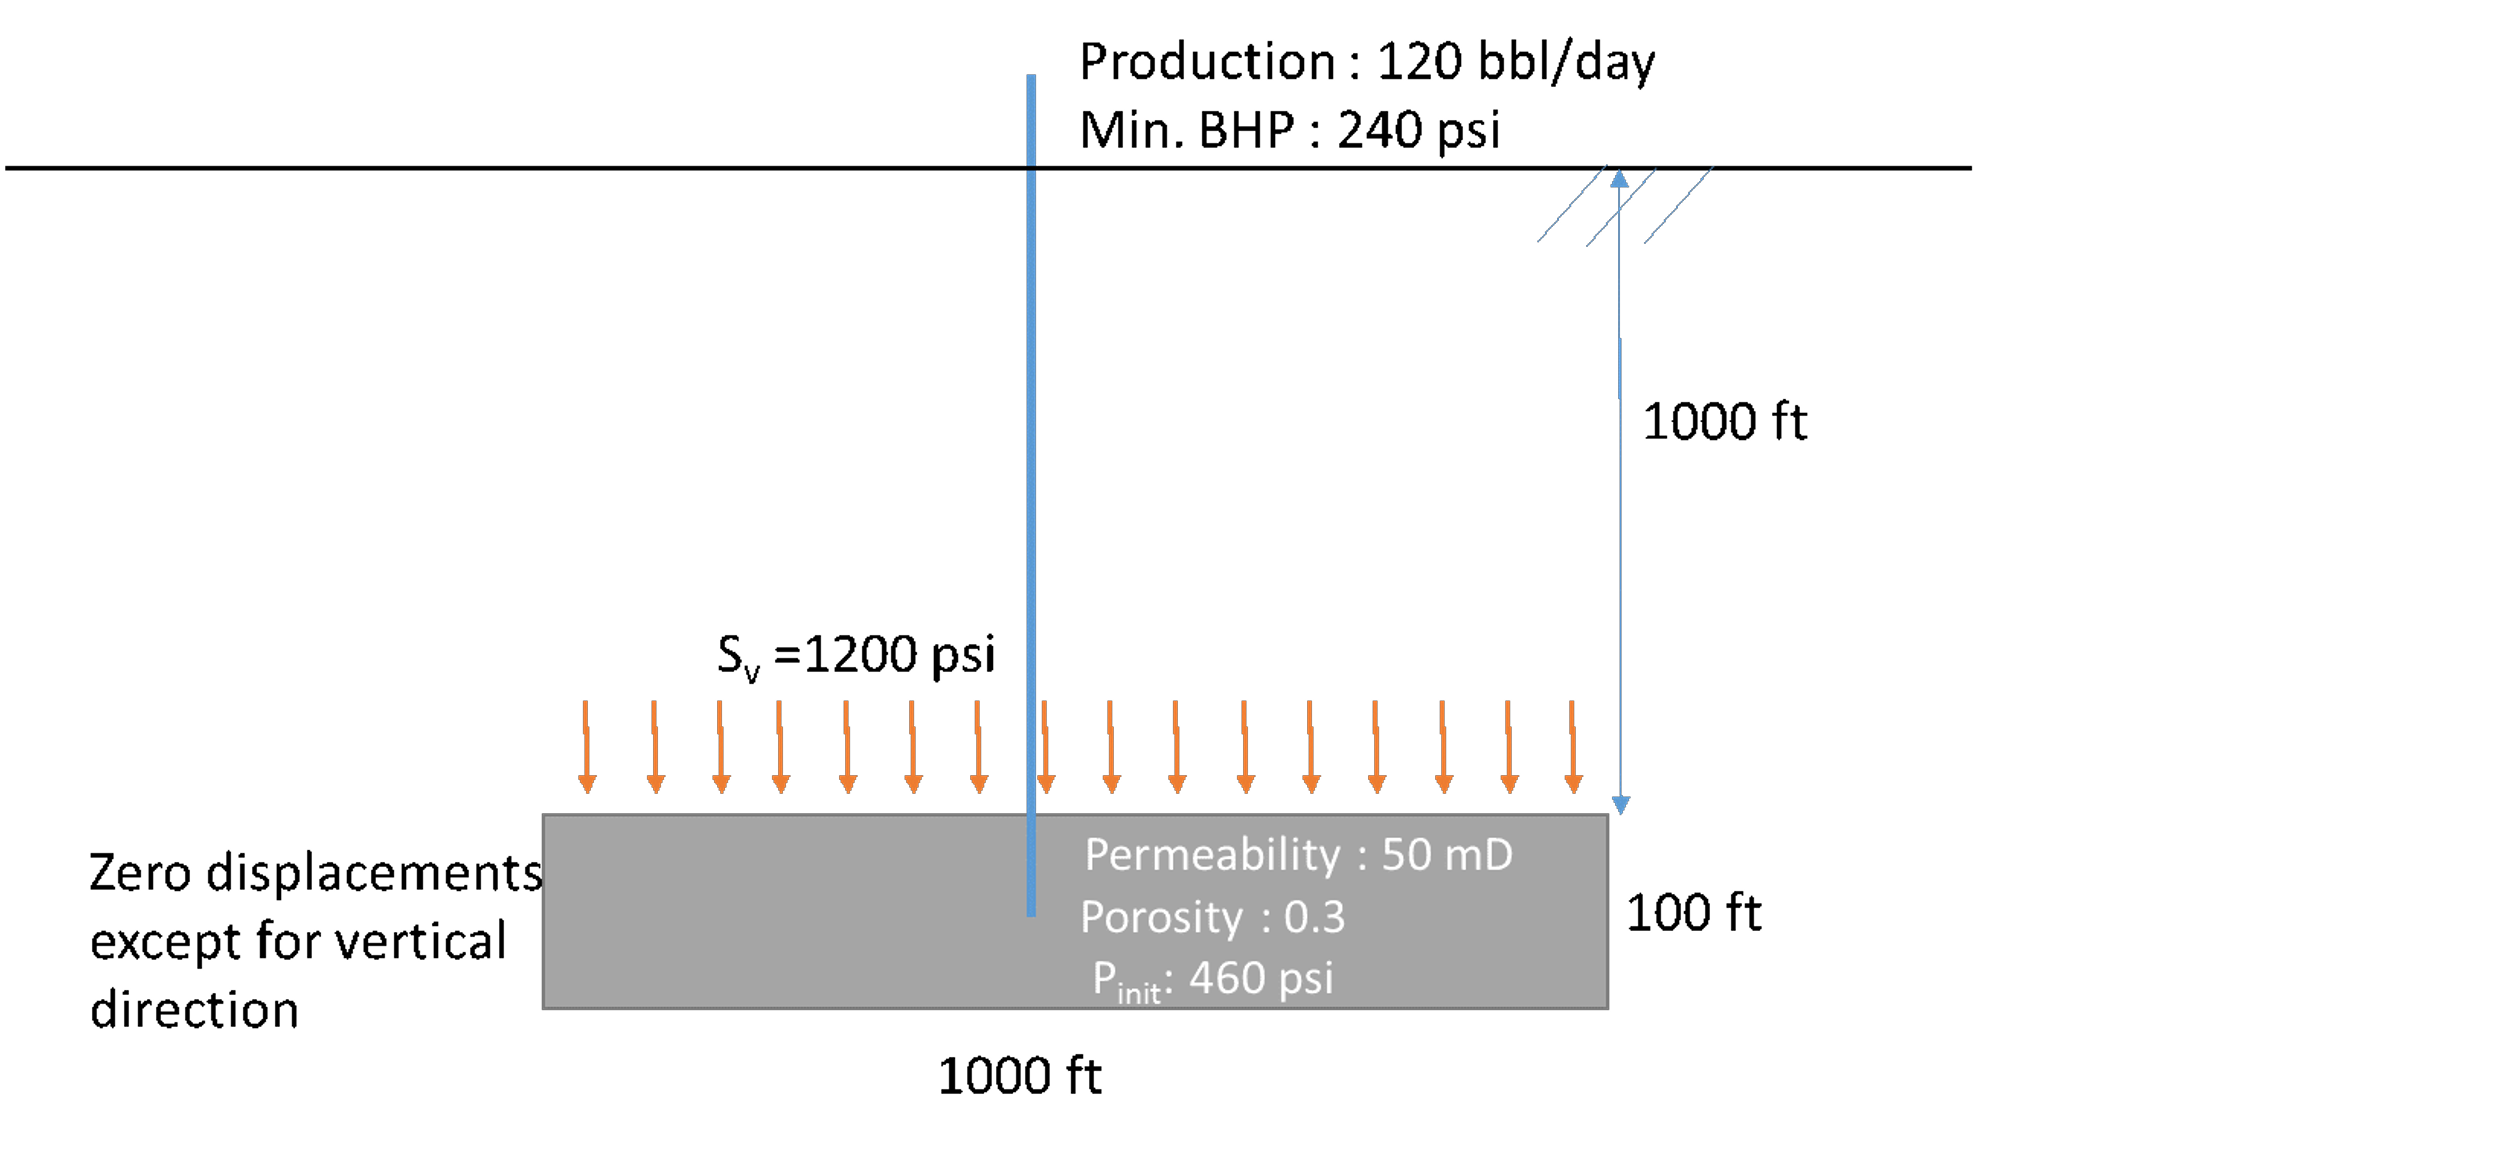 Production : 120 bbl/day
Min. BHP : 240 psi
1000 ft
Sv =1200 psi
Zero displacements
except for vertical
direction
Permeability : 50 mD
Porosity : 0.3
Pinit: 460 psi
100 ft
1000 ft